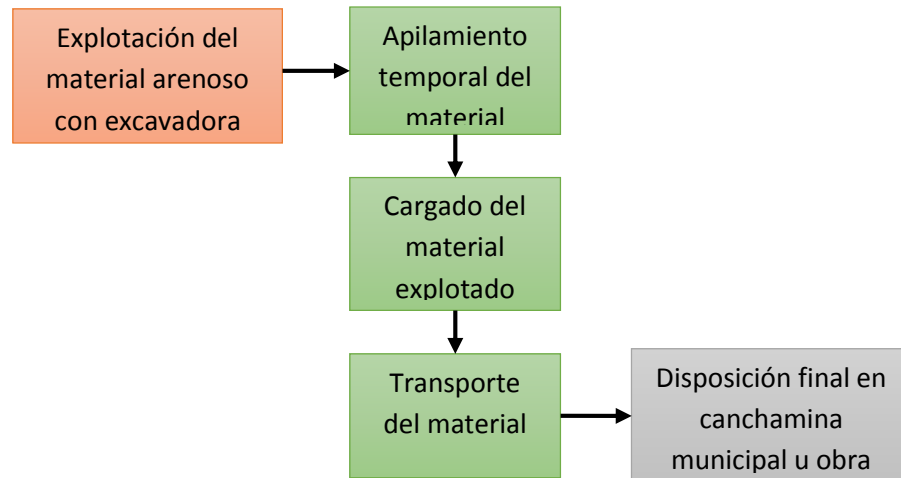 Explotación del
material arenoso
con excavadora
Apilamiento
temporal del
material
Cargado del
material
explotado
Transporte
del material
Disposición final en
canchamina
municipal u obra